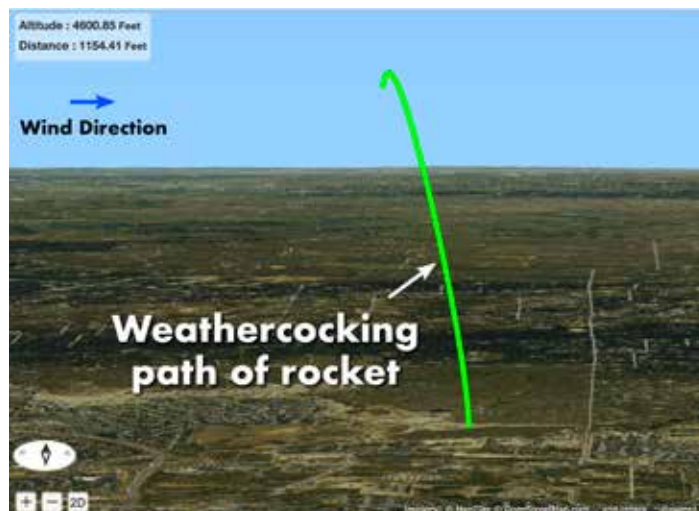 Altitude : 4600.85 Feet
Distance : 1154.41 Feet
Wind Direction
Weathercocking
path of rocket
+ − 2D